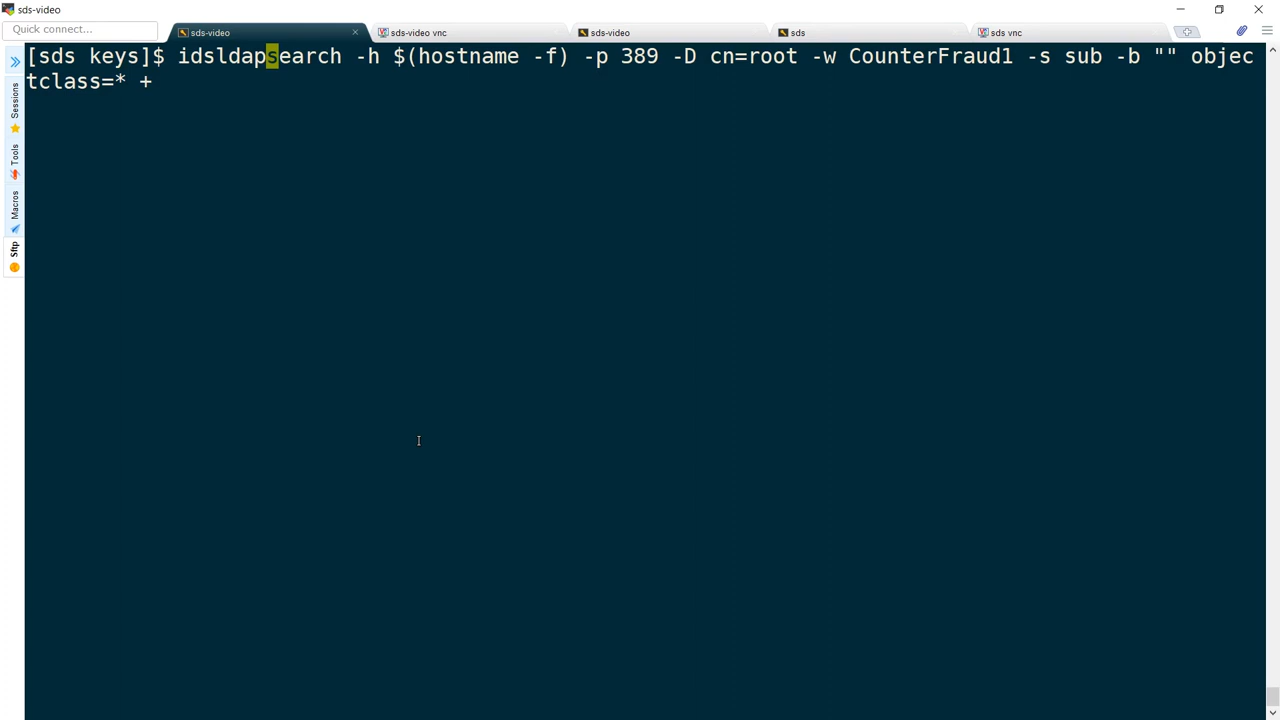 sds-video
Quick connect...
sds-video
sds-video vnc
sds-video
sds
sds vnc
Sessions
Tools
Macros
Sftp
[sds keys]$ idsldapsearch -h $(hostname -f) -p 389 -D cn=root -w CounterFraud1 -s sub -b "" objec
tclass=* +